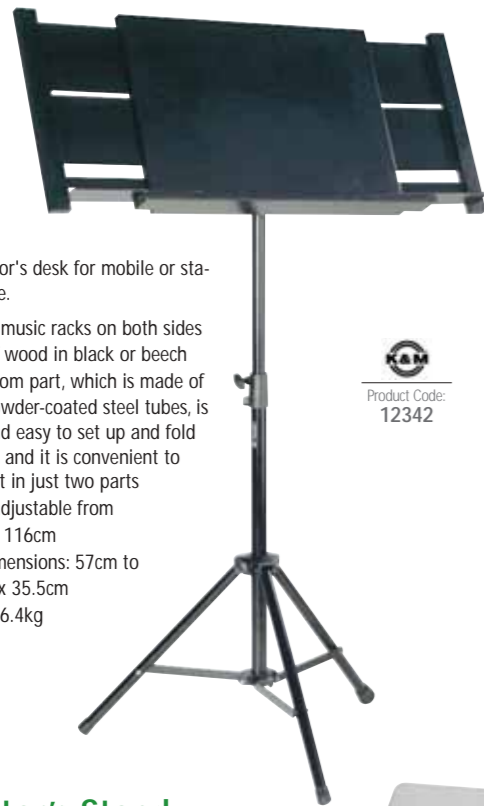 or's desk for mobile or sta-
e.
music racks on both sides
wood in black or beech
om part, which is made of
wder-coated steel tubes, is
d easy to set up and fold
and it is convenient to
t in just two parts
djustable from
116cm
mensions: 57cm to
x 35.5cm
6.4kg
K&M
Product Code:
12342